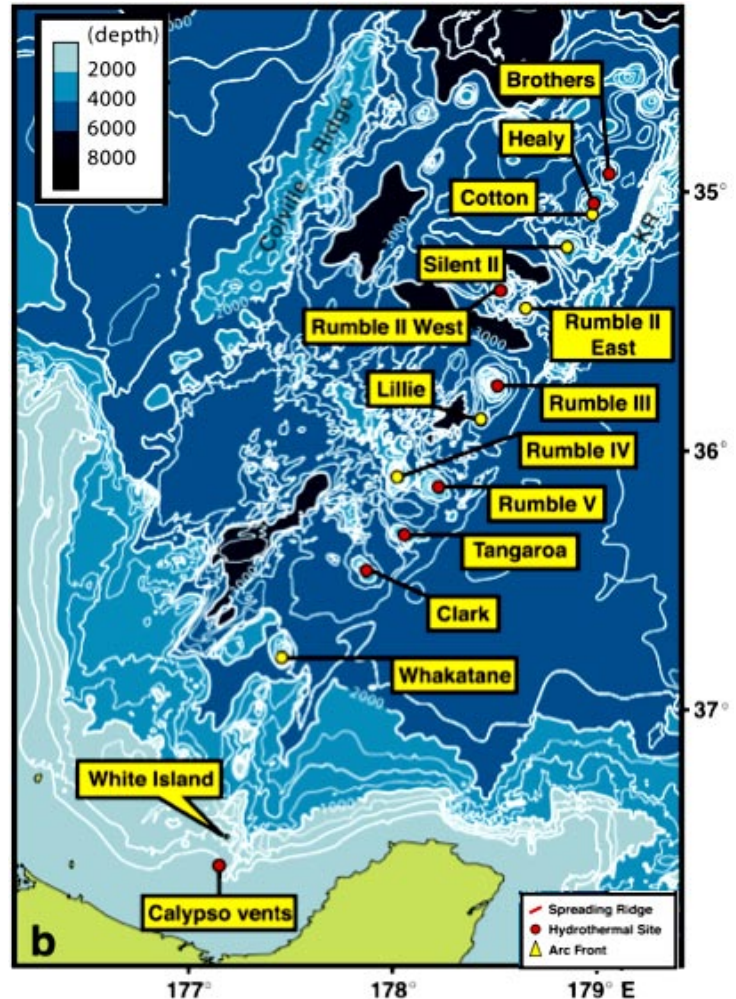 (depth)
2000
4000
6000
8000
Colville Ridge
3000
3000
3000
2000
1000
KR
Brothers
Healy
Cotton
Silent II
Rumble II West
Rumble II
East
Lillie
Rumble III
Rumble IV
Rumble V
Tangaroa
Clark
Whakatane
White Island
Calypso vents
35°
36°
37°
b
Spreading Ridge
Hydrothermal Site
Arc Front
177°
178°
179° E